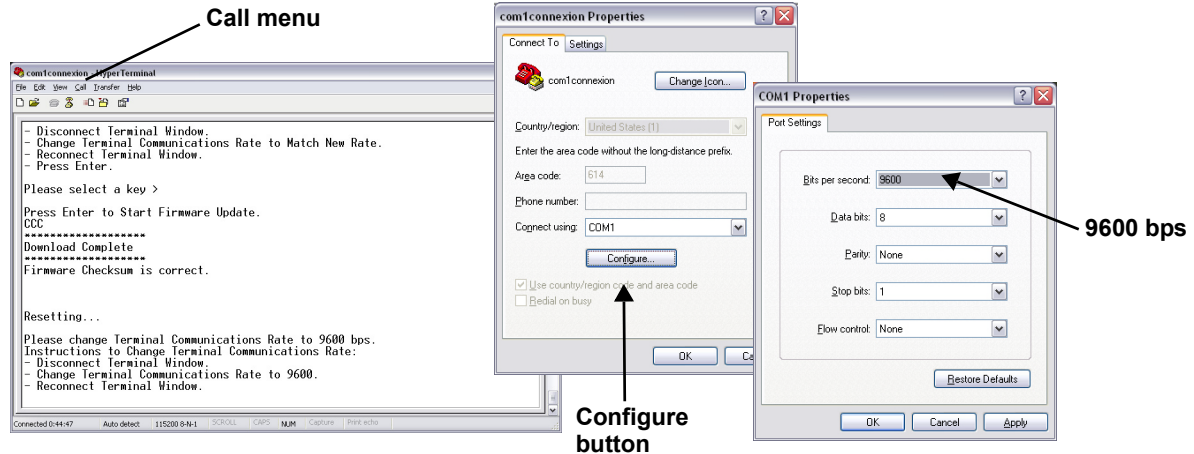 Call menu
com1connexion - HyperTerminal
File Edit View Call Transfer Help
- Disconnect Terminal Window.
- Change Terminal Communications Rate to Match New Rate.
- Reconnect Terminal Window.
- Press Enter.
Please select a key >
Press Enter to Start Firmware Update.
CCC
*******************
Download Complete
*******************
Firmware Checksum is correct.
Resetting...
Please change Terminal Communications Rate to 9600 bps.
Instructions to Change Terminal Communications Rate:
- Disconnect Terminal Window.
- Change Terminal Communications Rate to 9600.
- Reconnect Terminal Window.
Connected 0:44:47 Auto detect 115200 8-N-1 SCROLL CAPS NUM Capture Print echo
com1connexion Properties
Connect To Settings
com1connexion Change Icon...
Country/region: United States (1)
Enter the area code without the long-distance prefix.
Area code: 614
Phone number:
Connect using: COM1
Configure...
Use country/region code and area code
Redial on busy
OK Ca
Configure
button
COM1 Properties
Port Settings
Bits per second: 9600
Data bits: 8
Parity: None
Stop bits: 1
Flow control: None
Restore Defaults
OK Cancel Apply
9600 bps